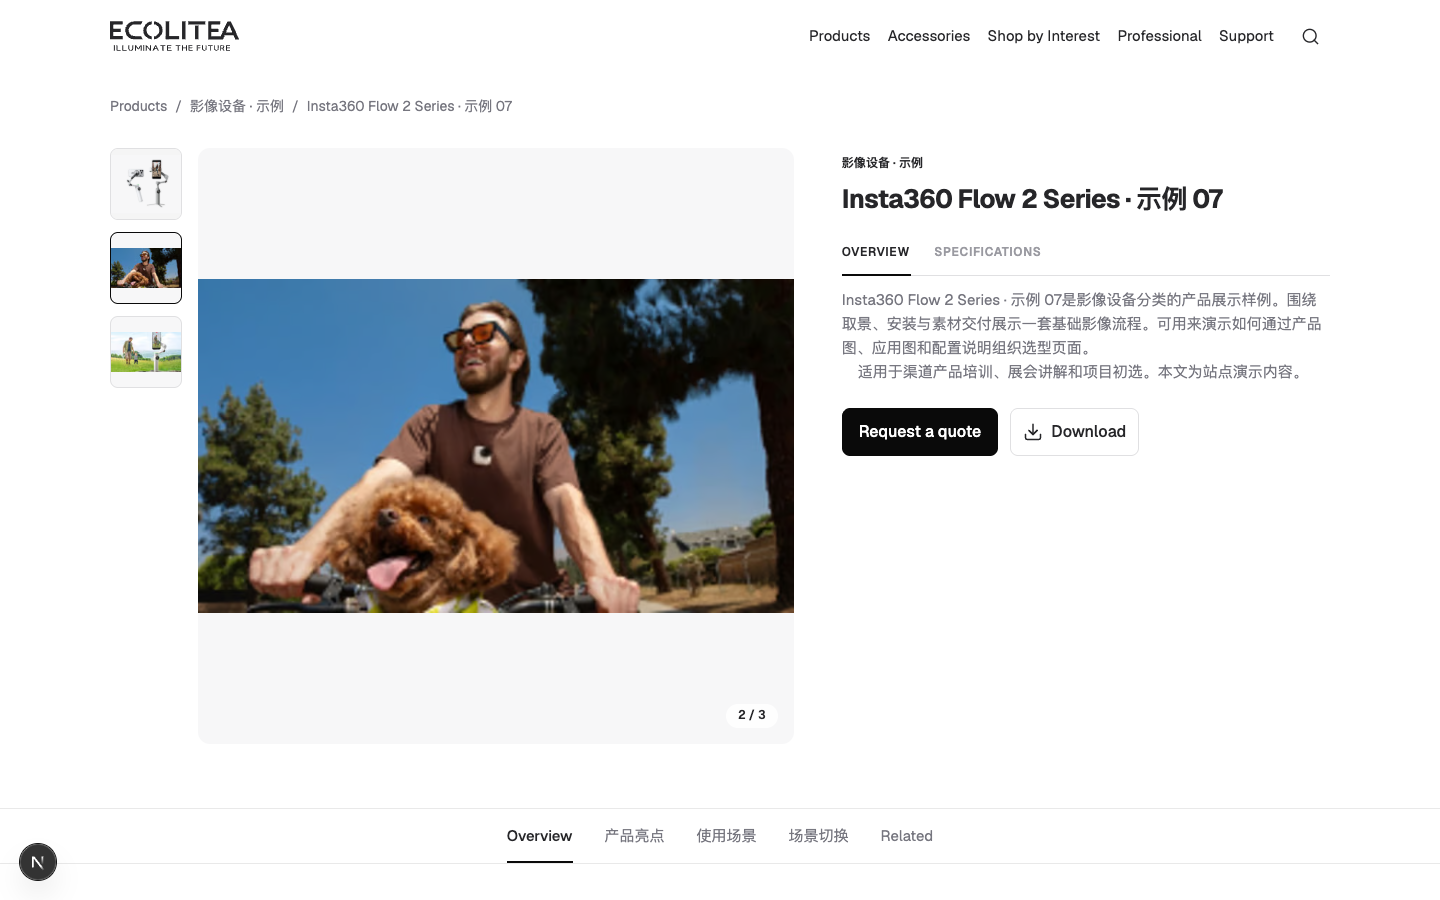 ECOLITEA
ILLUMINATE THE FUTURE
Products Accessories Shop by Interest Professional Support
Products / 影像设备 · 示例 / Insta360 Flow 2 Series · 示例 07
影像设备 · 示例
Insta360 Flow 2 Series · 示例 07
OVERVIEW SPECIFICATIONS
Insta360 Flow 2 Series · 示例 07是影像设备分类的产品展示样例。围绕
取景、安装与素材交付展示一套基础影像流程。可用来演示如何通过产品
图、应用图和配置说明组织选型页面。
适用于渠道产品培训、展会讲解和项目初选。本文为站点演示内容。
Request a quote Download
2 / 3
Overview 产品亮点 使用场景 场景切换 Related
N